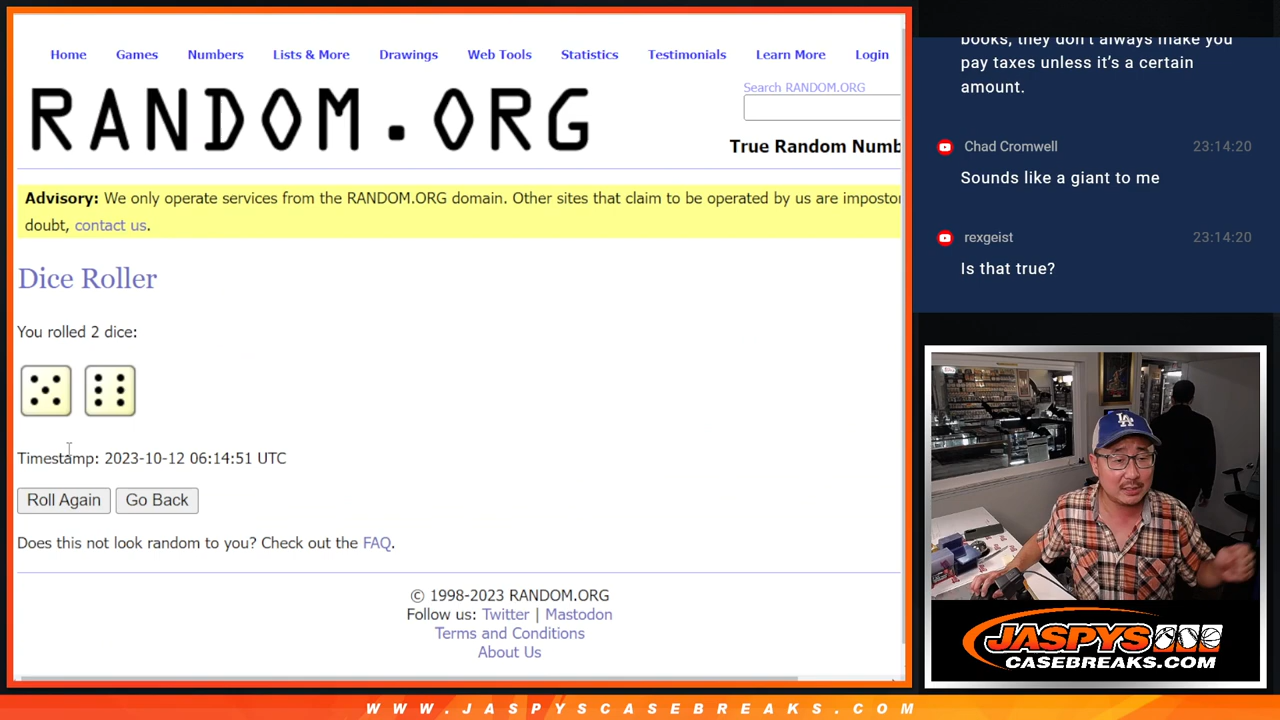 Home Games Numbers Lists & More Drawings Web Tools Statistics Testimonials Learn More Login
RANDOM.ORG
Search RANDOM.ORG
True Random Numb
Advisory: We only operate services from the RANDOM.ORG domain. Other sites that claim to be operated by us are impostor
doubt, contact us.
Dice Roller
You rolled 2 dice:
Timestamp: 2023-10-12 06:14:51 UTC
Roll Again Go Back
Does this not look random to you? Check out the FAQ.
© 1998-2023 RANDOM.ORG
Follow us: Twitter | Mastodon
Terms and Conditions
About Us
books, they don't always make you
pay taxes unless it's a certain
amount.
Chad Cromwell 23:14:20
Sounds like a giant to me
rexgeist 23:14:20
Is that true?
LA
JASPYS
CASEBREAKS.COM
WWW.JASPYSCASEBREAKS.COM